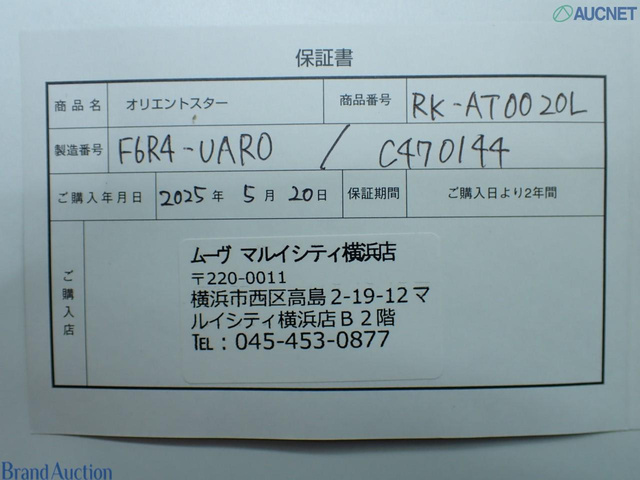 AUCNET
保証書
商品名 オリエントスター 商品番号 RK-AT0020L
製造番号 F6R4-UAR0 / C470144
ご購入年月日 2025年 5月 20日 保証期間 ご購入日より2年間
ご購入店
ムーヴ マルイシティ横浜店
〒220-0011
横浜市西区高島2-19-12マ
ルイシティ横浜店B2階
TEL:045-453-0877
Brand Auction